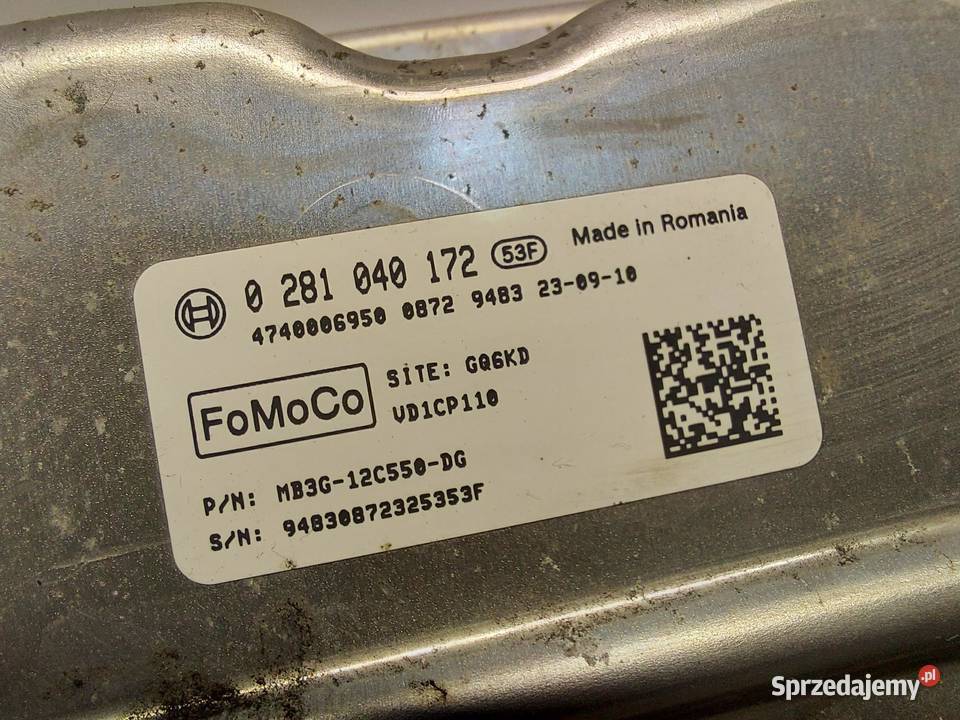 0 281 040 172 53F Made in Romania
4740006950 0872 9483 23-09-10
FoMoCo
SITE: GQ6KD
VD1CP110
P/N: MB3G-12C550-DG
S/N: 94830872325353F
Sprzedajemy.pl